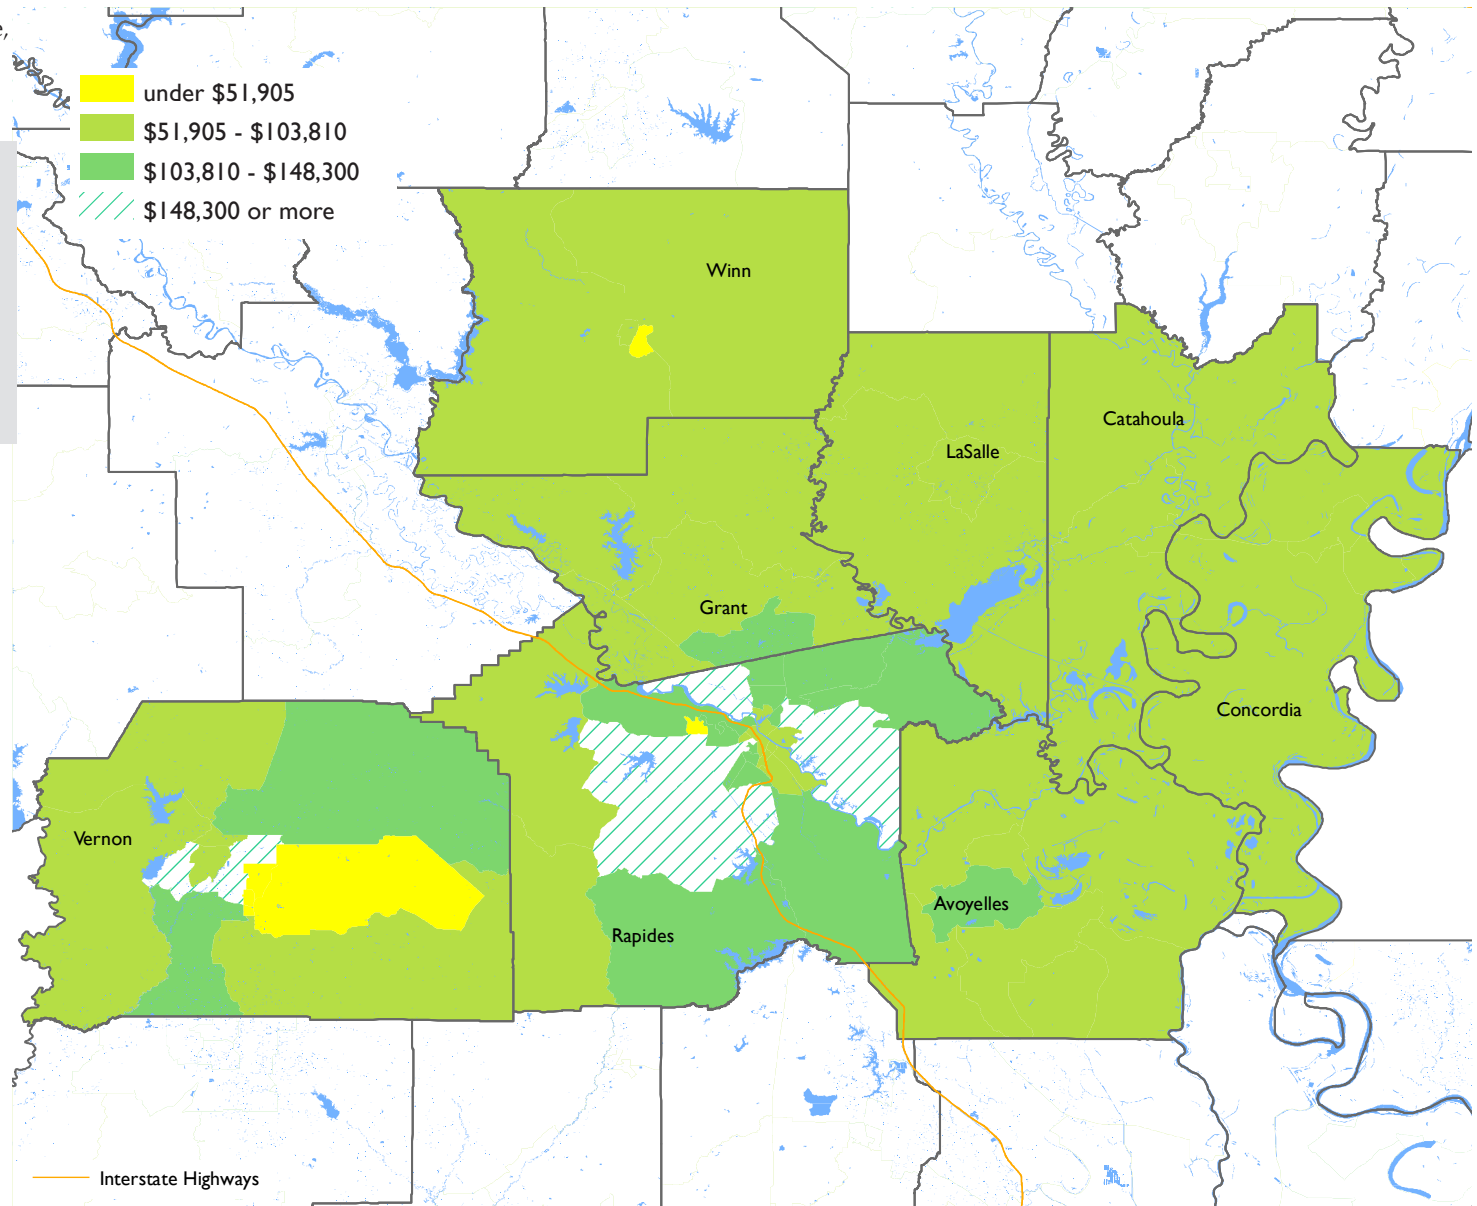 under $51,905
$51,905 - $103,810
$103,810 - $148,300
$148,300 or more
Winn
Catahoula
LaSalle
Grant
Concordia
Vernon
Avoyelles
Rapides
Interstate Highways